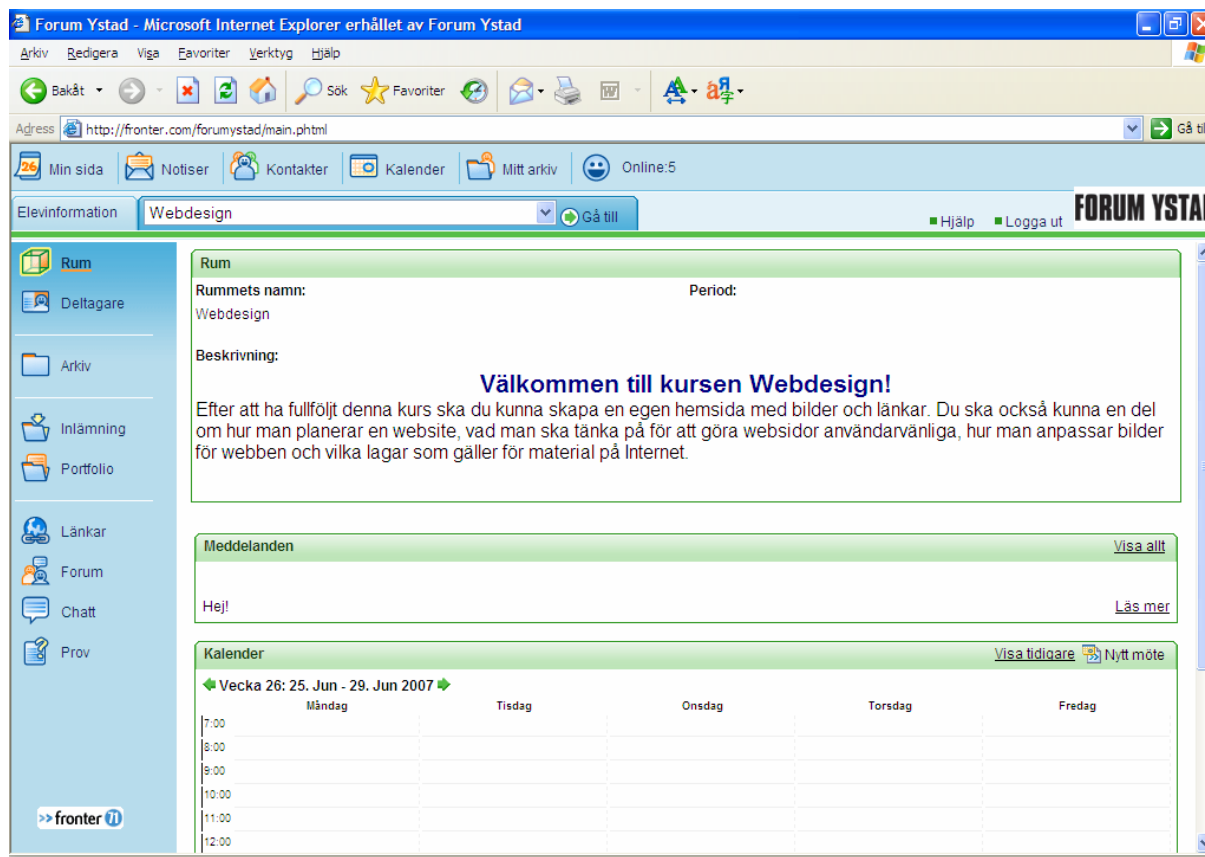 Forum Ystad - Microsoft Internet Explorer erhållet av Forum Ystad
Arkiv Redigera Visa Favoriter Verktyg Hjälp
Bakåt Sök Favoriter
Adress http://fronter.com/forumystad/main.phtml Gå til
26 Min sida Notiser Kontakter Kalender Mitt arkiv Online:5
Elevinformation Webdesign Gå till Hjälp Logga ut FORUM YSTA
Rum
Deltagare
Arkiv
Inlämning
Portfolio
Länkar
Forum
Chatt
Prov
>> fronter 71
Rum
Rummets namn: Period:
Webdesign
Beskrivning:
Välkommen till kursen Webdesign!
Efter att ha fullföljt denna kurs ska du kunna skapa en egen hemsida med bilder och länkar. Du ska också kunna en del
om hur man planerar en website, vad man ska tänka på för att göra websidor användarvänliga, hur man anpassar bilder
för webben och vilka lagar som gäller för material på Internet.
Meddelanden Visa allt
Hej! Läs mer
Kalender Visa tidigare Nytt möte
Vecka 26: 25. Jun - 29. Jun 2007
Måndag Tisdag Onsdag Torsdag Fredag
7:00
8:00
9:00
10:00
11:00
12:00